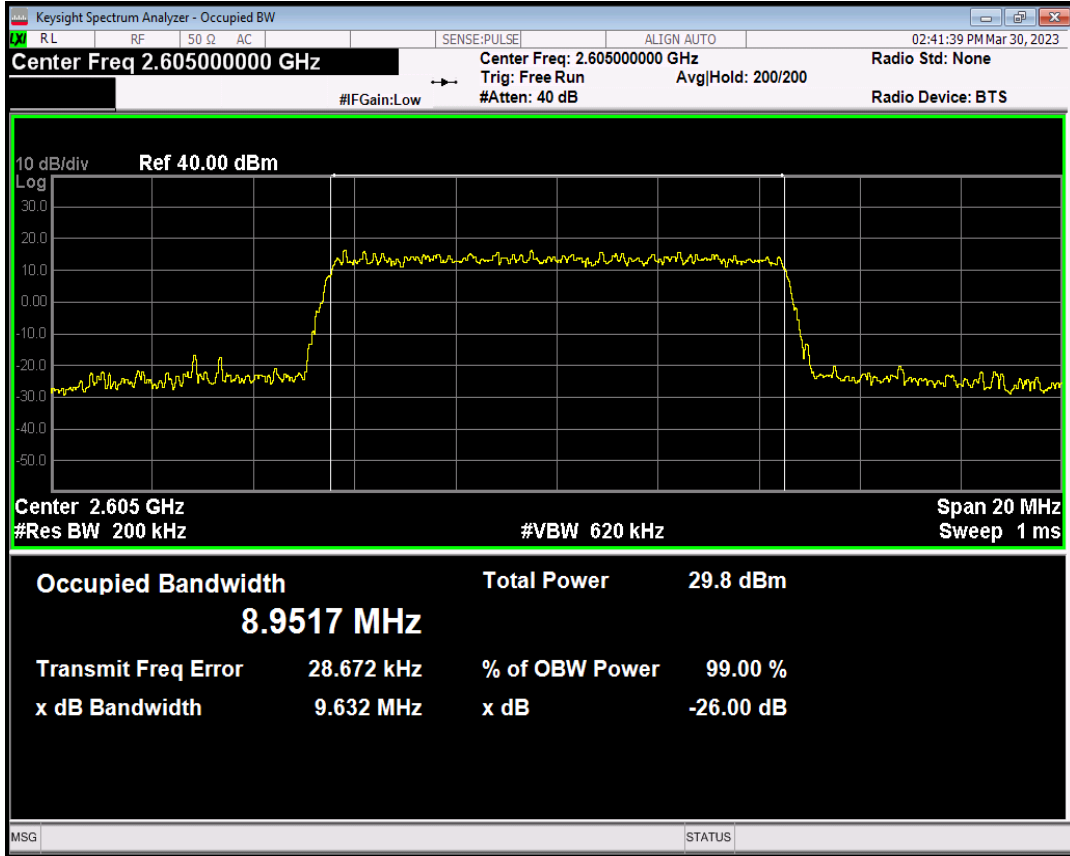 Keysight Spectrum Analyzer - Occupied BW
LXI RL RF 50 Ω AC SENSE:PULSE ALIGN AUTO 02:41:39 PM Mar 30, 2023
Center Freq 2.605000000 GHz
Center Freq: 2.605000000 GHz Radio Std: None
Trig: Free Run Avg|Hold: 200/200
#IFGain:Low #Atten: 40 dB Radio Device: BTS
10 dB/div Ref 40.00 dBm
Log
30.0
20.0
10.0
0.00
-10.0
-20.0
-30.0
-40.0
-50.0
Center 2.605 GHz Span 20 MHz
#Res BW 200 kHz #VBW 620 kHz Sweep 1 ms
Occupied Bandwidth Total Power 29.8 dBm
8.9517 MHz
Transmit Freq Error 28.672 kHz % of OBW Power 99.00 %
x dB Bandwidth 9.632 MHz x dB -26.00 dB
MSG STATUS